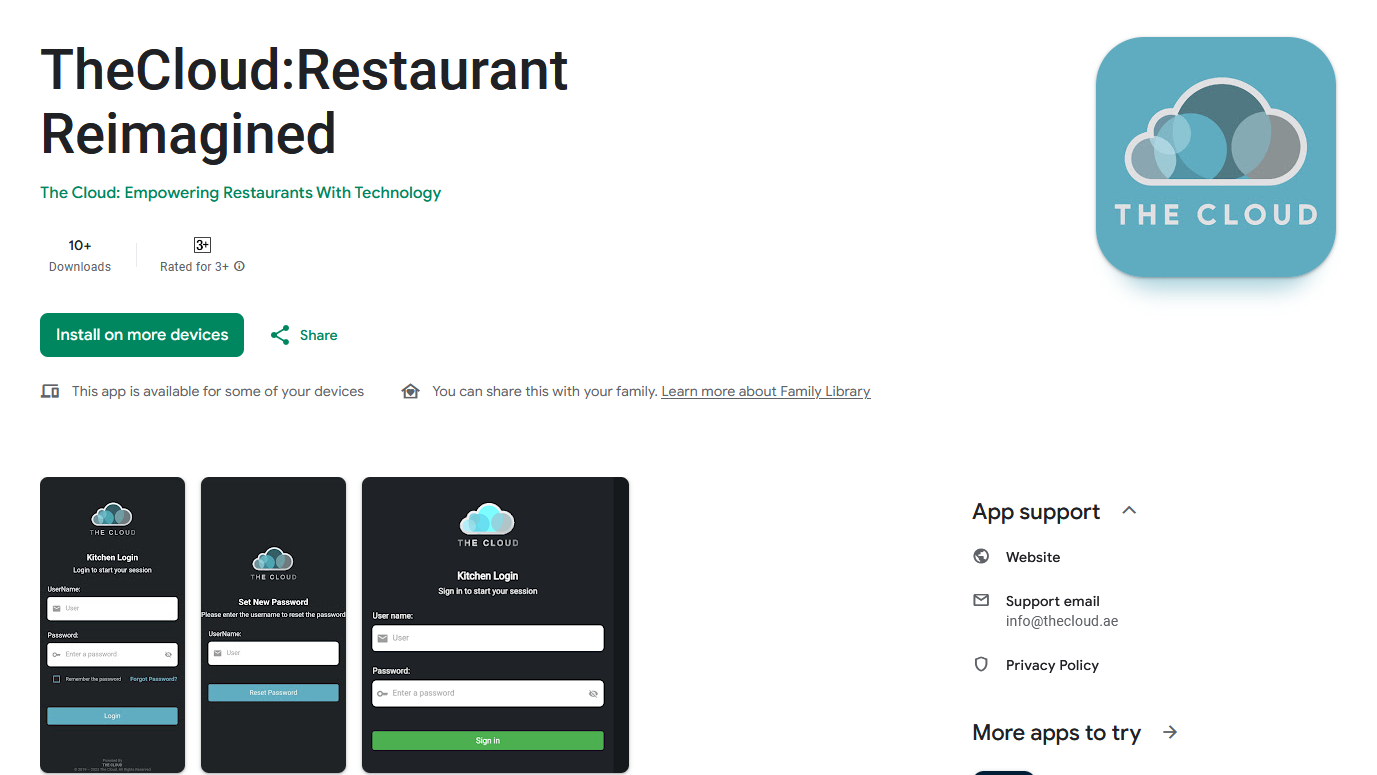 TheCloud:Restaurant
Reimagined
The Cloud: Empowering Restaurants With Technology
10+
Downloads
3+
Rated for 3+
THE CLOUD
Install on more devices
Share
This app is available for some of your devices
You can share this with your family. Learn more about Family Library
THE CLOUD
Kitchen Login
Login to start your session
UserName:
User
Password:
Enter a password
Remember the password Forgot Password?
Login
Powered By
THE CLOUD
THE CLOUD
Set New Password
Please enter the username to reset the password
UserName:
User
Reset Password
THE CLOUD
Kitchen Login
Sign in to start your session
User name:
User
Password:
Enter a password
Sign in
App support
Website
Support email
info@thecloud.ae
Privacy Policy
More apps to try